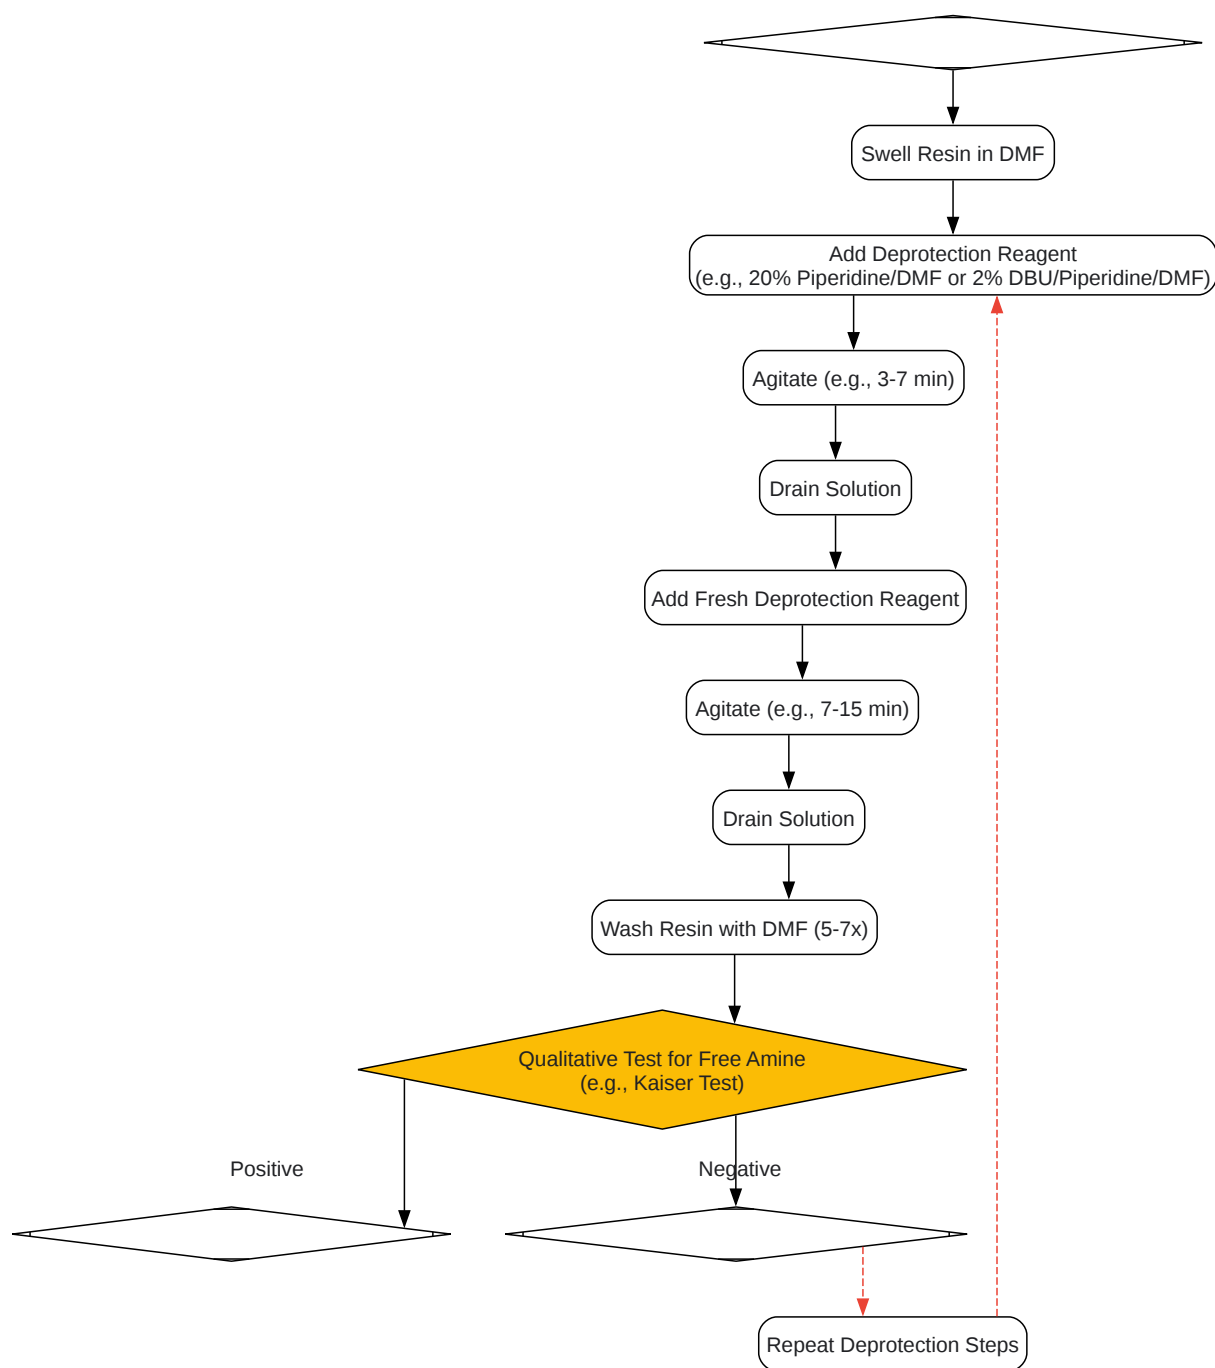 Swell Resin in DMF
Add Deprotection Reagent
(e.g., 20% Piperidine/DMF or 2% DBU/Piperidine/DMF)
Agitate (e.g., 3-7 min)
Drain Solution
Add Fresh Deprotection Reagent
Agitate (e.g., 7-15 min)
Drain Solution
Wash Resin with DMF (5-7x)
Qualitative Test for Free Amine
(e.g., Kaiser Test)
Positive
Negative
Repeat Deprotection Steps